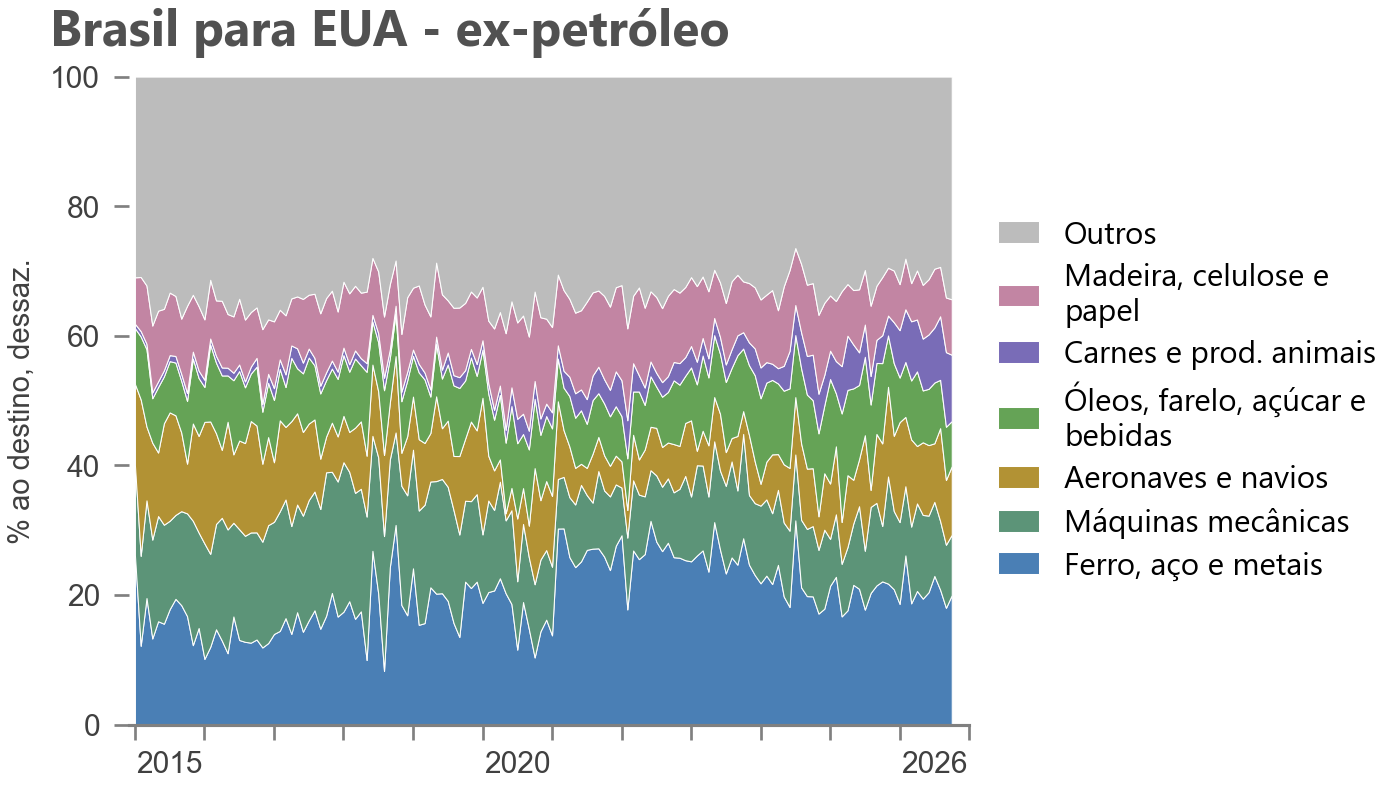 Brasil para EUA - ex-petróleo
% ao destino, dessaz.
100
80
60
40
20
0
2015
2020
2026
Outros
Madeira, celulose e
papel
Carnes e prod. animais
Óleos, farelo, açúcar e
bebidas
Aeronaves e navios
Máquinas mecânicas
Ferro, aço e metais